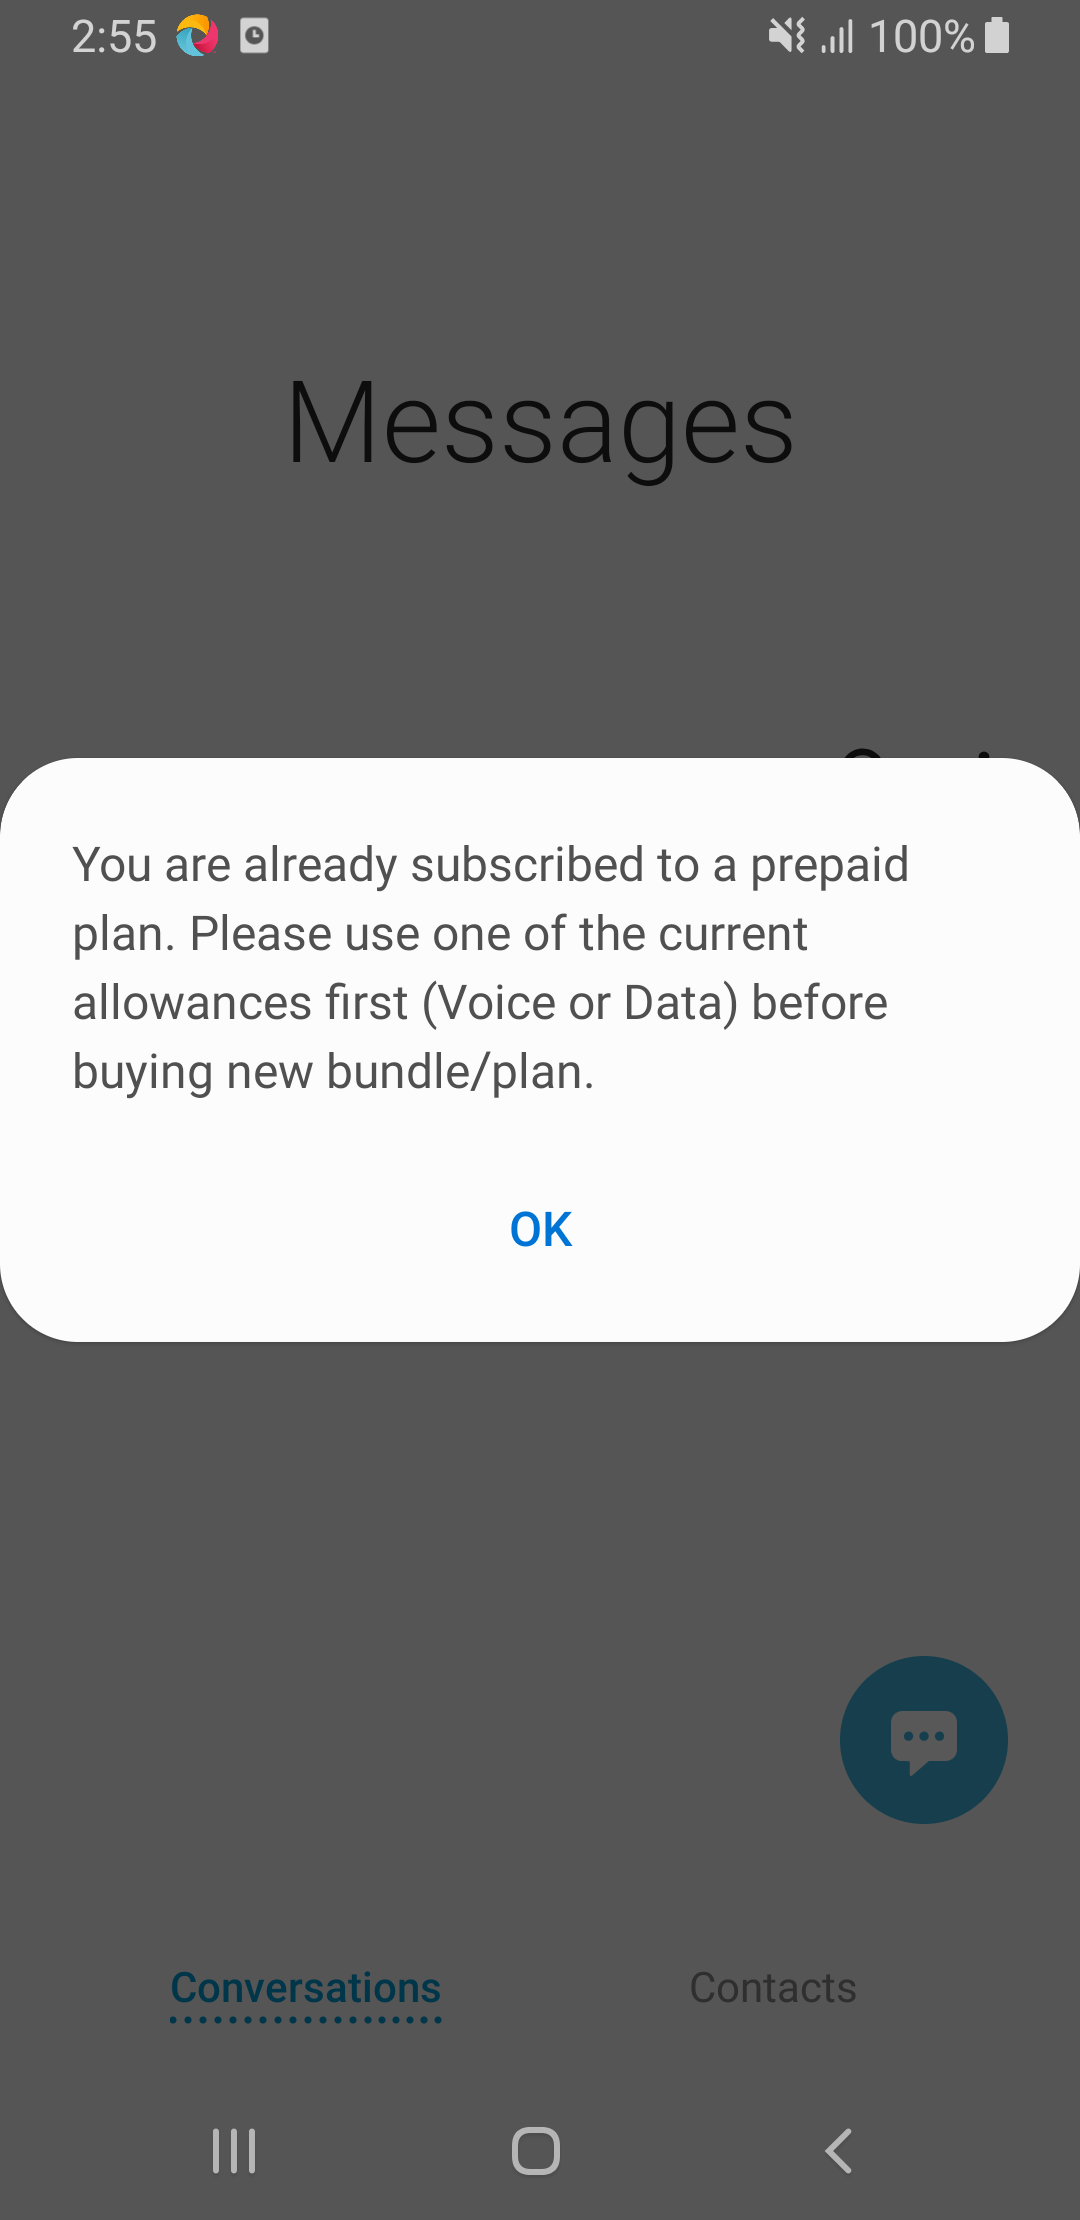 2:55
100%
Messages
You are already subscribed to a prepaid
plan. Please use one of the current
allowances first (Voice or Data) before
buying new bundle/plan.
OK
Conversations
Contacts